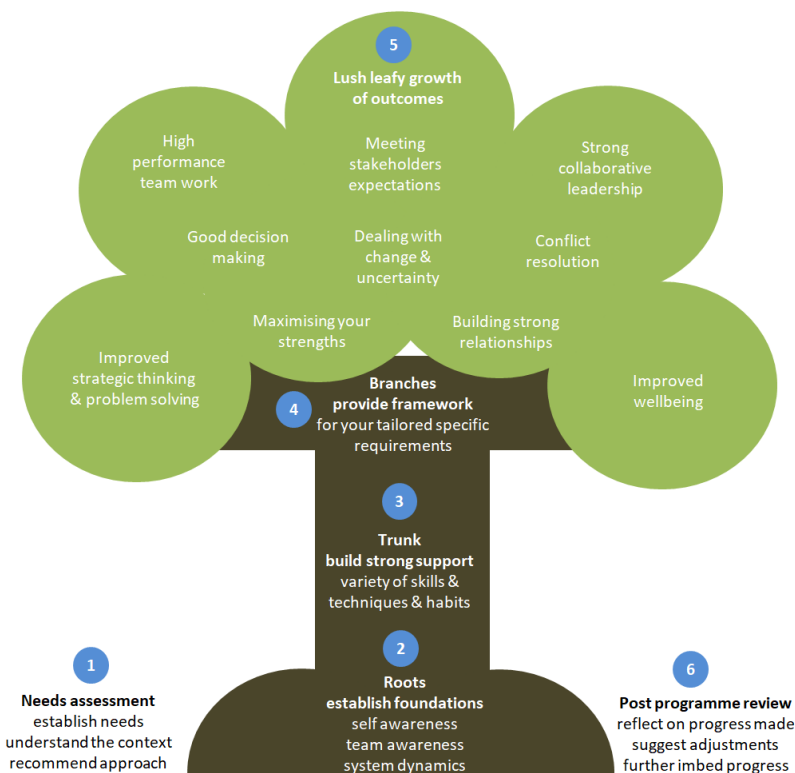 5
Lush leafy growth
of outcomes
High
performance
team work
Meeting
stakeholders
expectations
Strong
collaborative
leadership
Good decision
making
Dealing with
change &
uncertainty
Conflict
resolution
Maximising your
strengths
Building strong
relationships
Improved
strategic thinking
& problem solving
Improved
wellbeing
4
Branches
provide framework
for your tailored specific
requirements
3
Trunk
build strong support
variety of skills &
techniques & habits
1
Needs assessment
establish needs
understand the context
recommend approach
2
Roots
establish foundations
self awareness
team awareness
system dynamics
6
Post programme review
reflect on progress made
suggest adjustments
further imbed progress